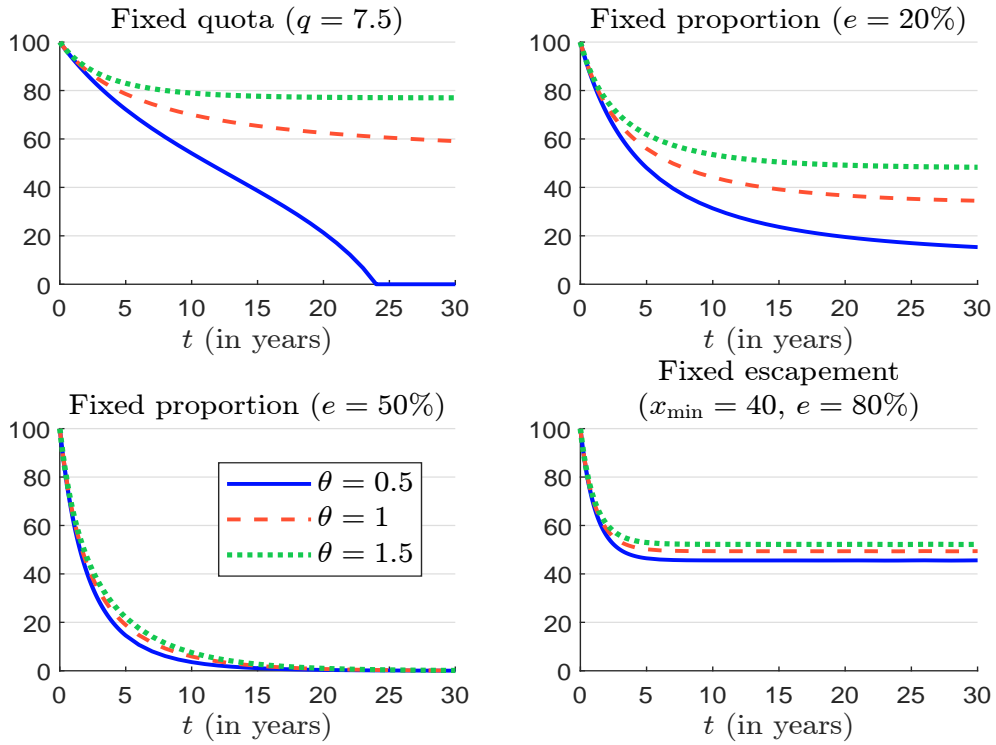 Fixed quota (q = 7.5)
100
80
60
40
20
0
0 5 10 15 20 25 30
t (in years)
Fixed proportion (e = 20%)
100
80
60
40
20
0
0 5 10 15 20 25 30
t (in years)
Fixed proportion (e = 50%)
100
80
60
40
20
0
0 5 10 15 20 25 30
t (in years)
θ = 0.5
θ = 1
θ = 1.5
Fixed escapement
(x_min = 40, e = 80%)
100
80
60
40
20
0
0 5 10 15 20 25 30
t (in years)